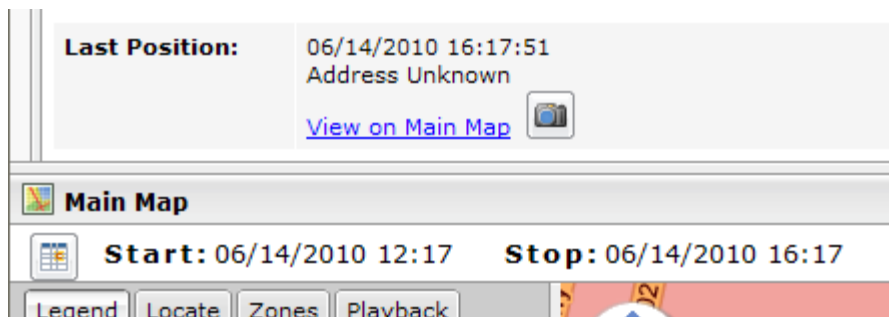 Last Position: 06/14/2010 16:17:51
Address Unknown
View on Main Map
Main Map
Start: 06/14/2010 12:17 Stop: 06/14/2010 16:17
Legend Locate Zones Playback
02